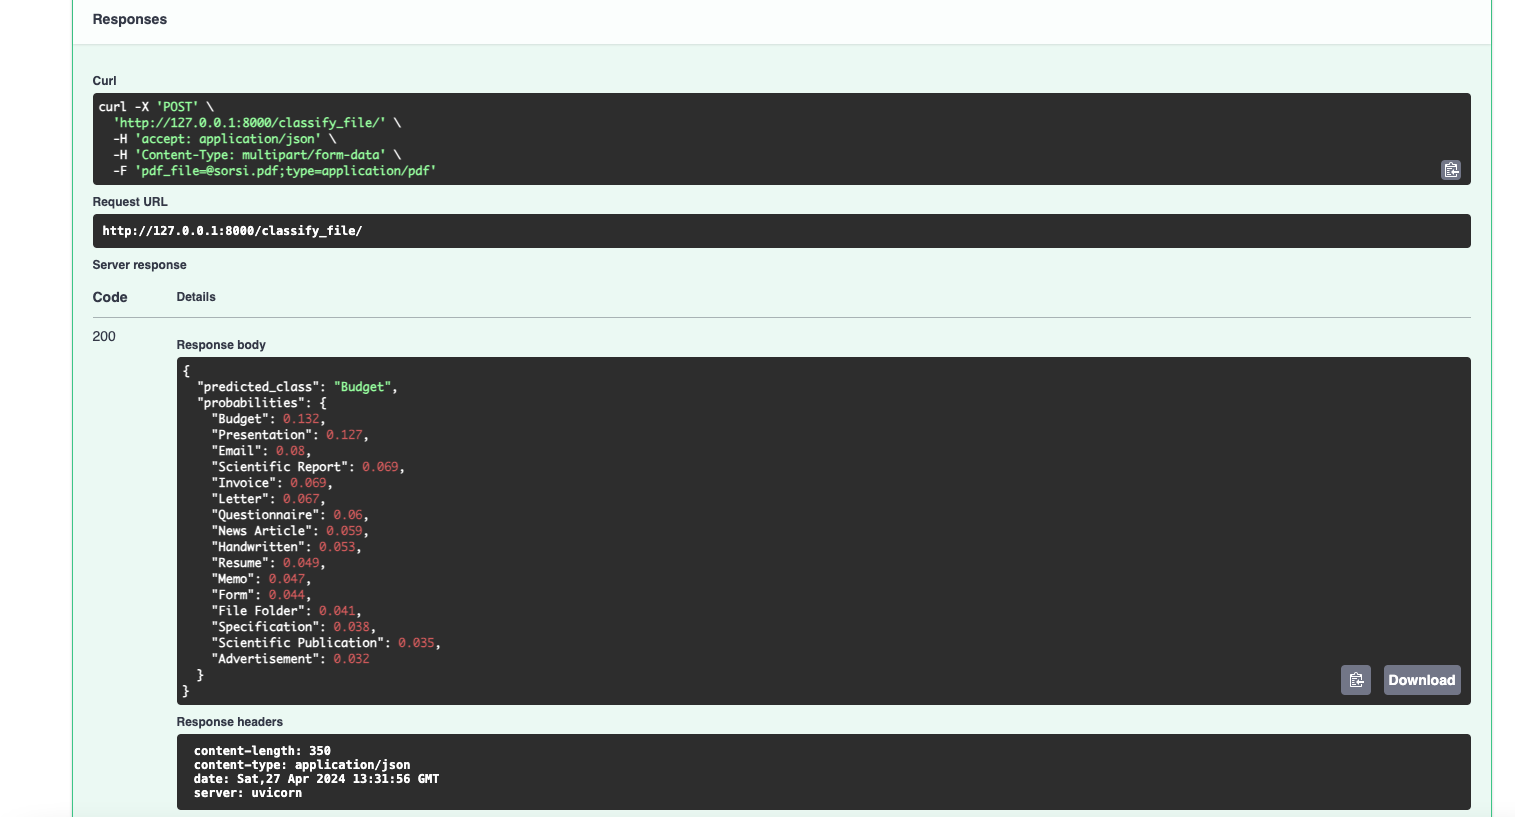 Responses
Curl
curl -X 'POST' \
  'http://127.0.0.1:8000/classify_file/' \
  -H 'accept: application/json' \
  -H 'Content-Type: multipart/form-data' \
  -F 'pdf_file=@sorsi.pdf;type=application/pdf'
Request URL
http://127.0.0.1:8000/classify_file/
Server response
Code Details
200
Response body
{
  "predicted_class": "Budget",
  "probabilities": {
    "Budget": 0.132,
    "Presentation": 0.127,
    "Email": 0.08,
    "Scientific Report": 0.069,
    "Invoice": 0.069,
    "Letter": 0.067,
    "Questionnaire": 0.06,
    "News Article": 0.059,
    "Handwritten": 0.053,
    "Resume": 0.049,
    "Memo": 0.047,
    "Form": 0.044,
    "File Folder": 0.041,
    "Specification": 0.038,
    "Scientific Publication": 0.035,
    "Advertisement": 0.032
  }
}
Download
Response headers
content-length: 350
content-type: application/json
date: Sat,27 Apr 2024 13:31:56 GMT
server: uvicorn